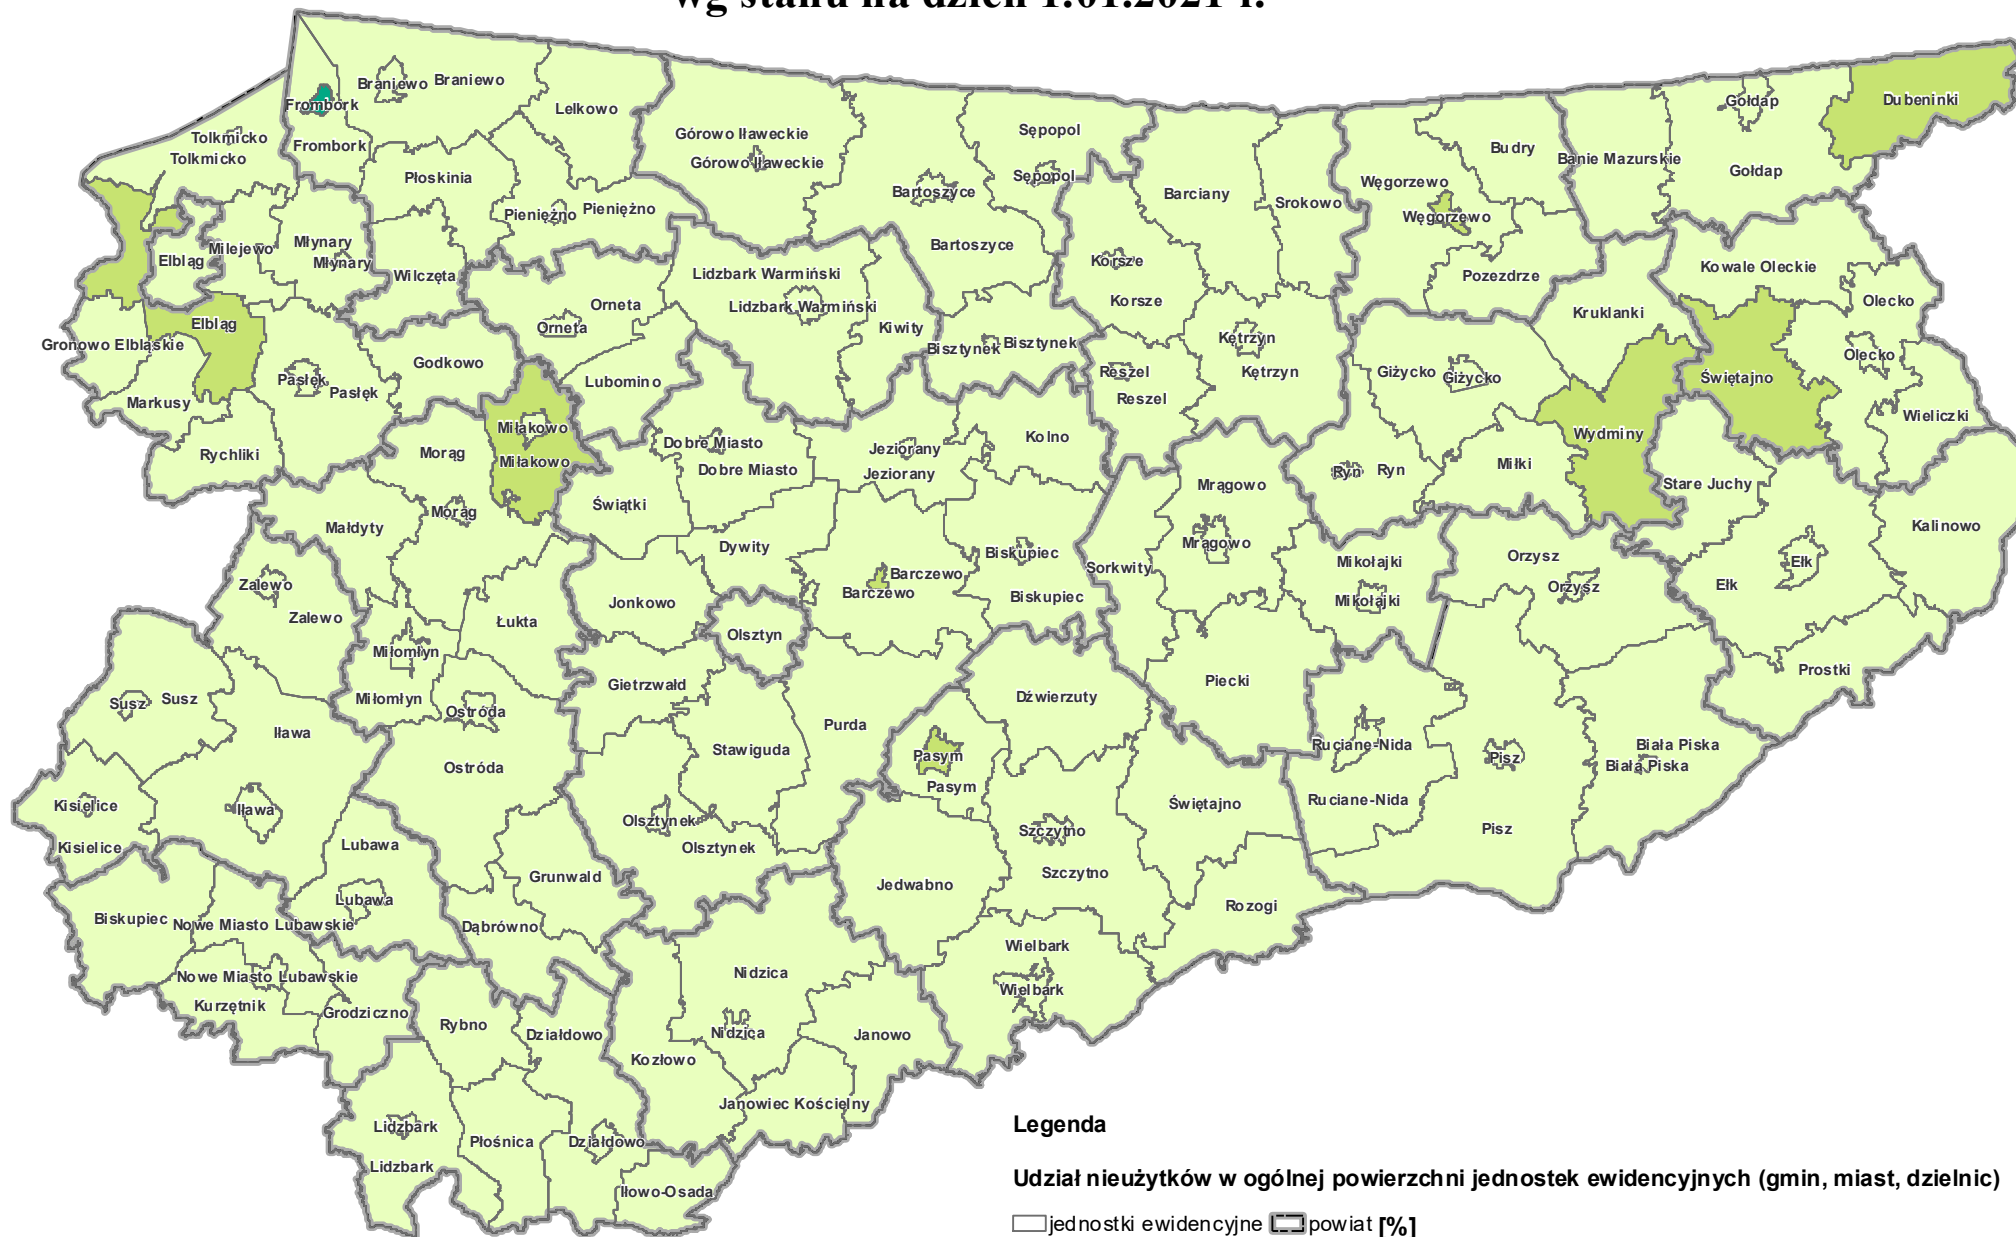 wg stanu na dzień 1.01.2021 r.
Braniewo
Braniewo
Frombork
Lelkowo
Dubeninki
Gołdap
Tolkmicko
Tolkmicko
Frombork
Górowo Iławeckie
Górowo Iławeckie
Sępopol
Sępopol
Budry
Banie Mazurskie
Gołdap
Płoskinia
Bartoszyce
Barciany
Srokowo
Węgorzewo
Węgorzewo
Pieniężno
Pieniężno
Milejewo
Młynary
Młynary
Elbląg
Bartoszyce
Wilczęta
Lidzbark Warmiński
Lidzbark Warmiński
Korsze
Korsze
Pozezdrze
Kowale Oleckie
Olecko
Orneta
Orneta
Kiwity
Kruklanki
Elbląg
Gronowo Elbląskie
Godkowo
Bisztynek
Bisztynek
Kętrzyn
Kętrzyn
Olecko
Pasłęk
Pasłęk
Lubomino
Reszel
Reszel
Giżycko
Giżycko
Świętajno
Markusy
Wieliczki
Miłakowo
Miłakowo
Dobre Miasto
Dobre Miasto
Jeziorany
Jeziorany
Kolno
Wydminy
Rychliki
Morąg
Morąg
Ryn
Ryn
Miłki
Mrągowo
Mrągowo
Stare Juchy
Świątki
Małdyty
Kalinowo
Dywity
Biskupiec
Biskupiec
Sorkwity
Mikołajki
Mikołajki
Orzysz
Orzysz
Ełk
Ełk
Zalewo
Zalewo
Barczewo
Barczewo
Jonkowo
Łukta
Olsztyn
Miłomłyn
Miłomłyn
Prostki
Susz
Susz
Gietrzwałd
Piecki
Dźwierzuty
Ostróda
Ostróda
Iława
Iława
Purda
Stawiguda
Ruciane-Nida
Ruciane-Nida
Pisz
Pisz
Biała Piska
Biała Piska
Pasym
Pasym
Kisielice
Kisielice
Świętajno
Olsztynek
Olsztynek
Szczytno
Szczytno
Lubawa
Lubawa
Grunwald
Jedwabno
Rozogi
Biskupiec
Nowe Miasto Lubawskie
Dąbrówno
Wielbark
Wielbark
Nowe Miasto Lubawskie
Nidzica
Nidzica
Kurzętnik
Grodziczno
Rybno
Działdowo
Janowo
Kozłowo
Janowiec Kościelny
Lidzbark
Lidzbark
Płośnica
Działdowo
Iłowo-Osada
Legenda
Udział nieużytków w ogólnej powierzchni jednostek ewidencyjnych (gmin, miast, dzielnic)
jednostki ewidencyjne powiat [%]